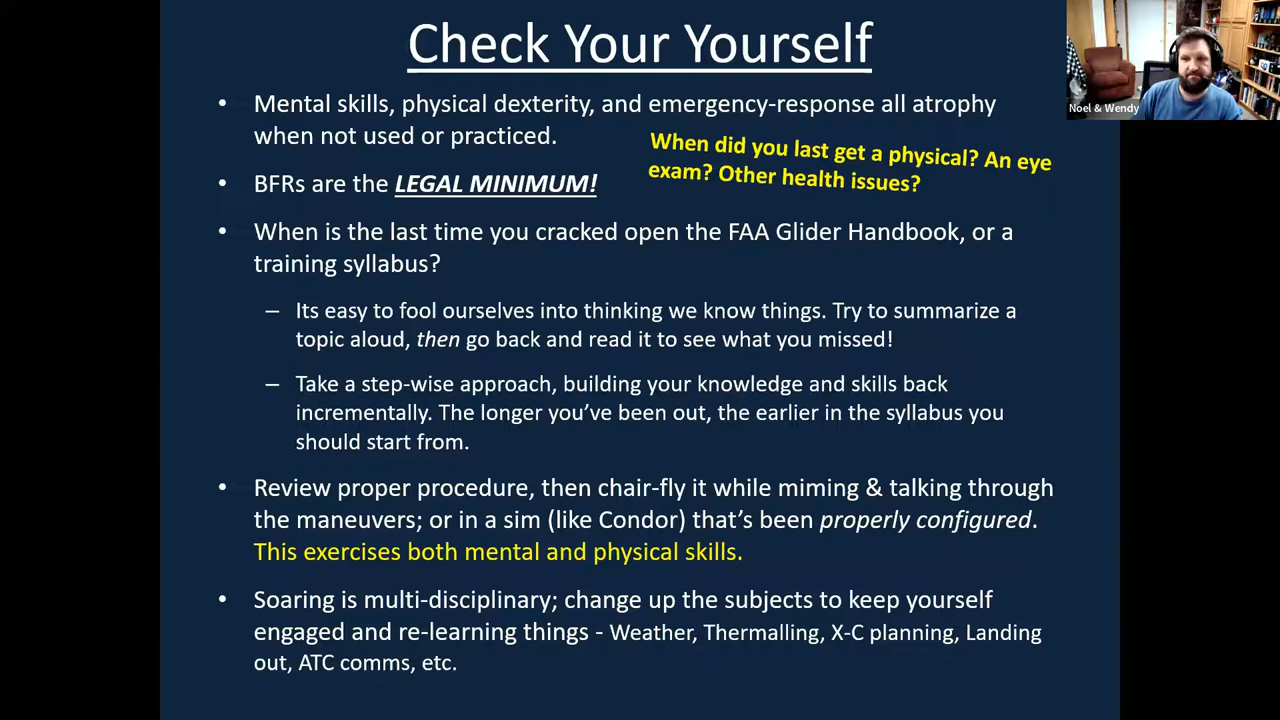 Check Your Yourself
• Mental skills, physical dexterity, and emergency-response all atrophy
when not used or practiced.
When did you last get a physical? An eye
exam? Other health issues?
• BFRs are the LEGAL MINIMUM!
• When is the last time you cracked open the FAA Glider Handbook, or a
training syllabus?
– Its easy to fool ourselves into thinking we know things. Try to summarize a
topic aloud, then go back and read it to see what you missed!
– Take a step-wise approach, building your knowledge and skills back
incrementally. The longer you've been out, the earlier in the syllabus you
should start from.
• Review proper procedure, then chair-fly it while miming & talking through
the maneuvers; or in a sim (like Condor) that's been properly configured.
This exercises both mental and physical skills.
• Soaring is multi-disciplinary; change up the subjects to keep yourself
engaged and re-learning things - Weather, Thermalling, X-C planning, Landing
out, ATC comms, etc.
Noel & Wendy